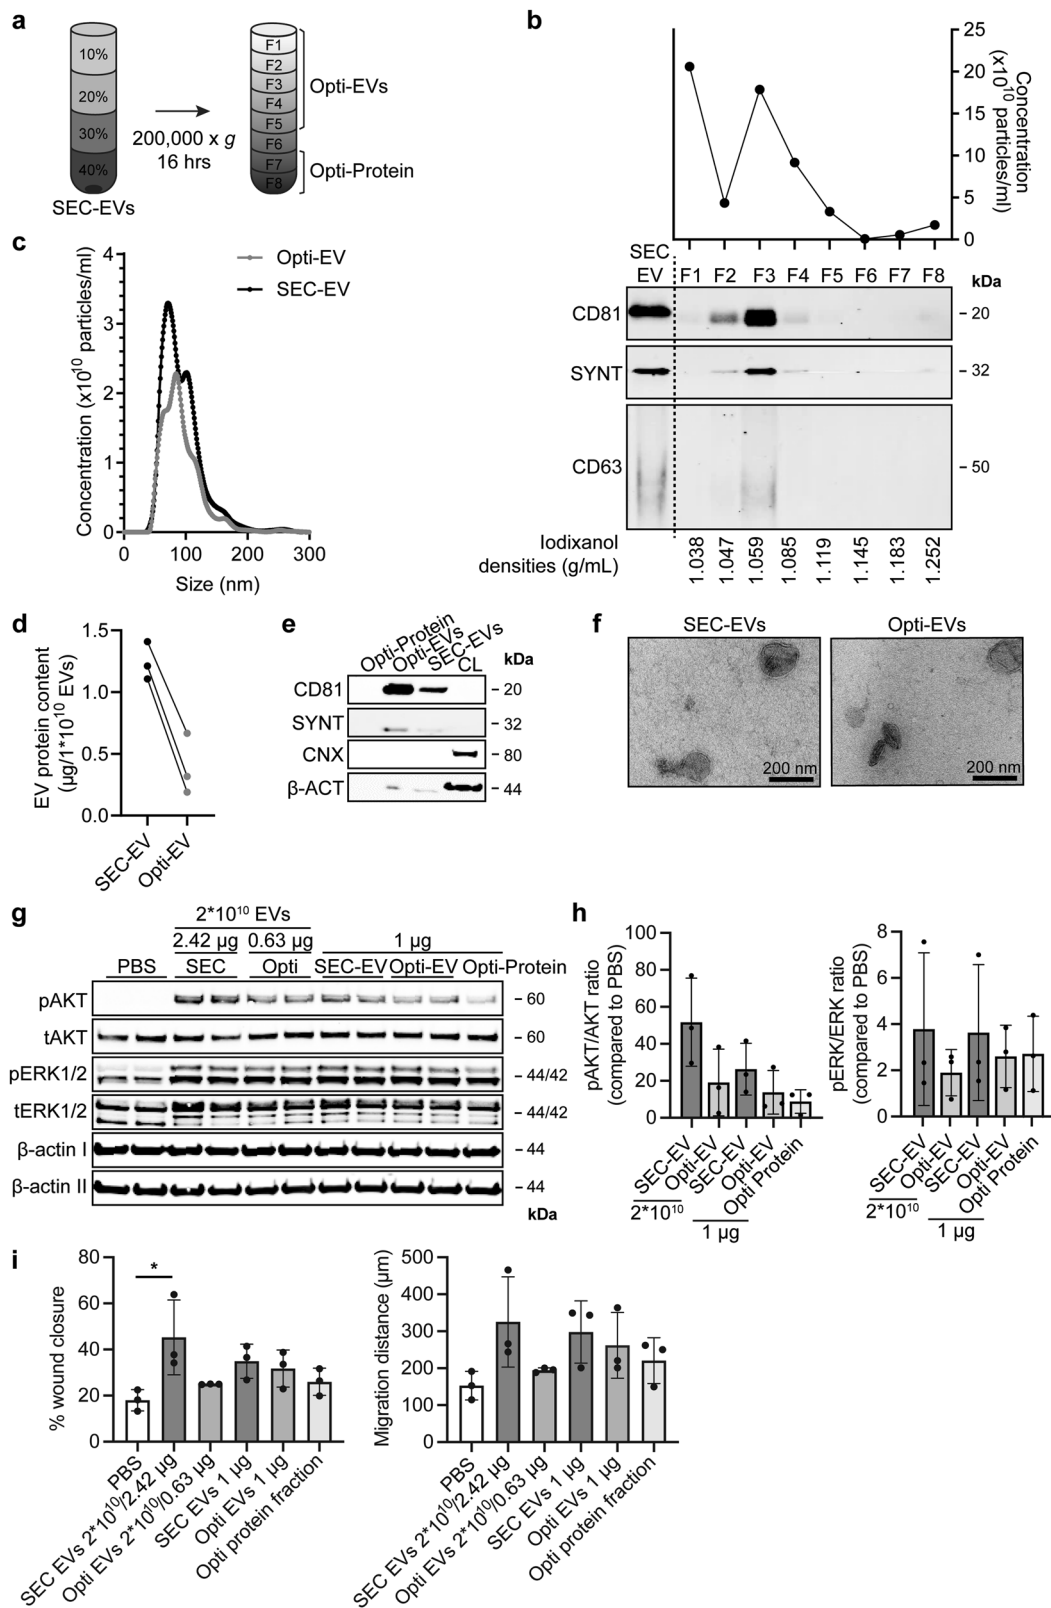 a
10%
20%
30%
40%
SEC-EVs
200,000 x g
16 hrs
F1
F2
F3
F4
F5
F6
F7
F8
Opti-EVs
Opti-Protein
b
25
20
15
10
5
0
Concentration
(x10¹⁰ particles/ml)
SEC
EV F1 F2 F3 F4 F5 F6 F7 F8 kDa
CD81 - 20
SYNT - 32
CD63 - 50
Iodixanol
densities (g/mL)
1.038 1.047 1.059 1.085 1.119 1.145 1.183 1.252
c
Opti-EV
SEC-EV
Concentration (x10¹⁰ particles/ml)
4
3
2
1
0
0 100 200 300
Size (nm)
d
EV protein content
(µg/1*10¹⁰ EVs)
1.5
1.0
0.5
0.0
SEC-EV
Opti-EV
e
Opti-Protein
Opti-EVs
SEC-EVs
CL
kDa
CD81 - 20
SYNT - 32
CNX - 80
β-ACT - 44
f
SEC-EVs Opti-EVs
200 nm 200 nm
g
2*10¹⁰ EVs
2.42 µg 0.63 µg 1 µg
PBS SEC Opti SEC-EV Opti-EV Opti-Protein
pAKT - 60
tAKT - 60
pERK1/2 - 44/42
tERK1/2 - 44/42
β-actin I - 44
β-actin II - 44
kDa
h
pAKT/AKT ratio
(compared to PBS)
100
80
60
40
20
0
SEC-EV
Opti-EV
SEC-EV
Opti-EV
Opti Protein
2*10¹⁰
1 µg
pERK/ERK ratio
(compared to PBS)
8
6
4
2
0
SEC-EV
Opti-EV
SEC-EV
Opti-EV
Opti Protein
2*10¹⁰
1 µg
i
% wound closure
80
60
40
20
0
*
PBS
SEC EVs 2*10¹⁰/2.42 µg
Opti EVs 2*10¹⁰/0.63 µg
SEC EVs 1 µg
Opti EVs 1 µg
Opti protein fraction
Migration distance (µm)
500
400
300
200
100
0
PBS
SEC EVs 2*10¹⁰/2.42 µg
Opti EVs 2*10¹⁰/0.63 µg
SEC EVs 1 µg
Opti EVs 1 µg
Opti protein fraction